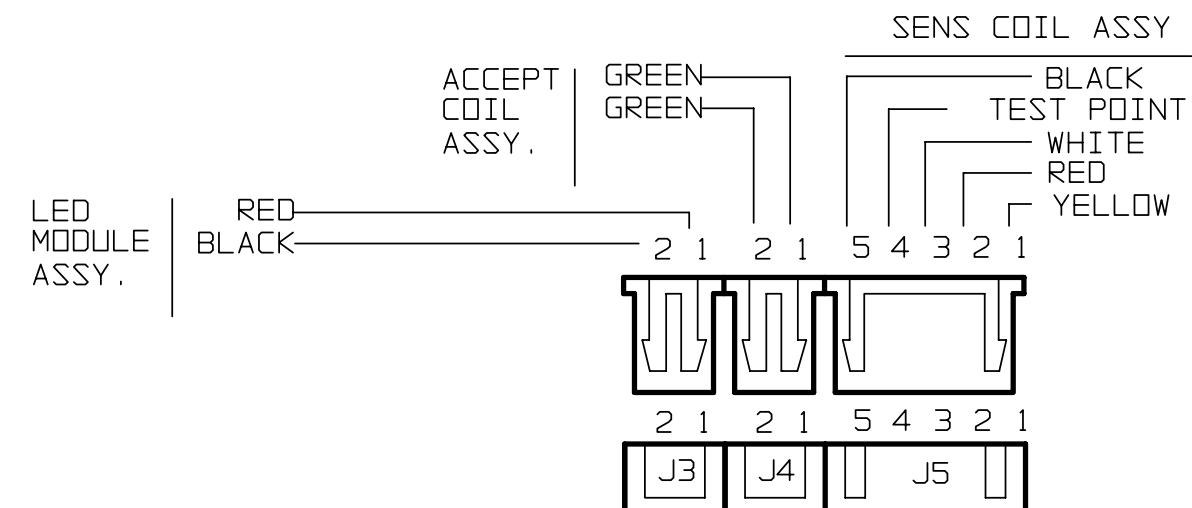 SENS COIL ASSY
BLACK
TEST POINT
WHITE
RED
YELLOW
ACCEPT
COIL
ASSY.
GREEN
GREEN
LED
MODULE
ASSY.
RED
BLACK
2 1 2 1 5 4 3 2 1
2 1 2 1 5 4 3 2 1
J3 J4 J5